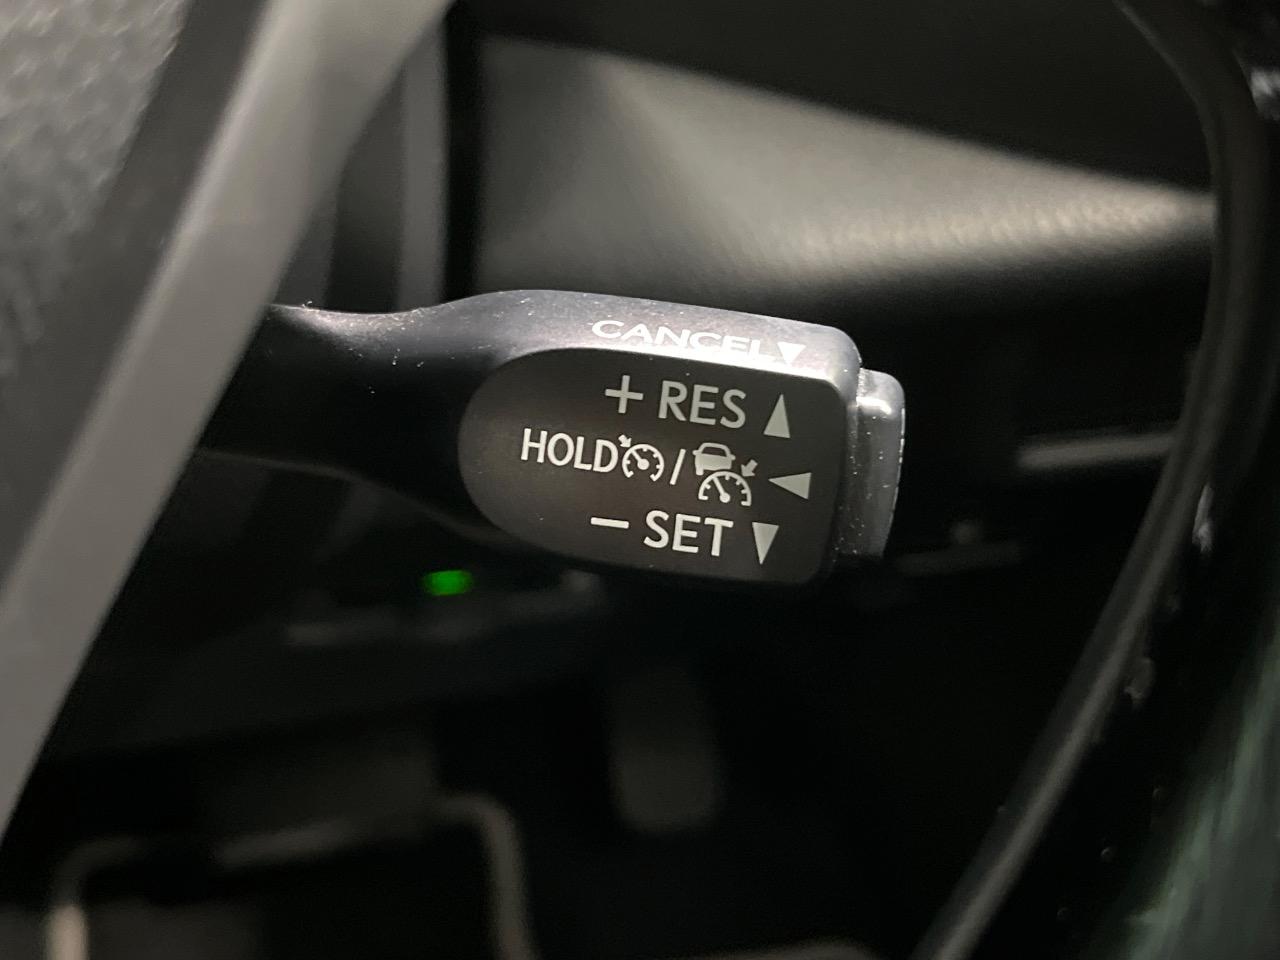 CANCEL▼
+ RES ▲
HOLD / ◀
− SET ▼